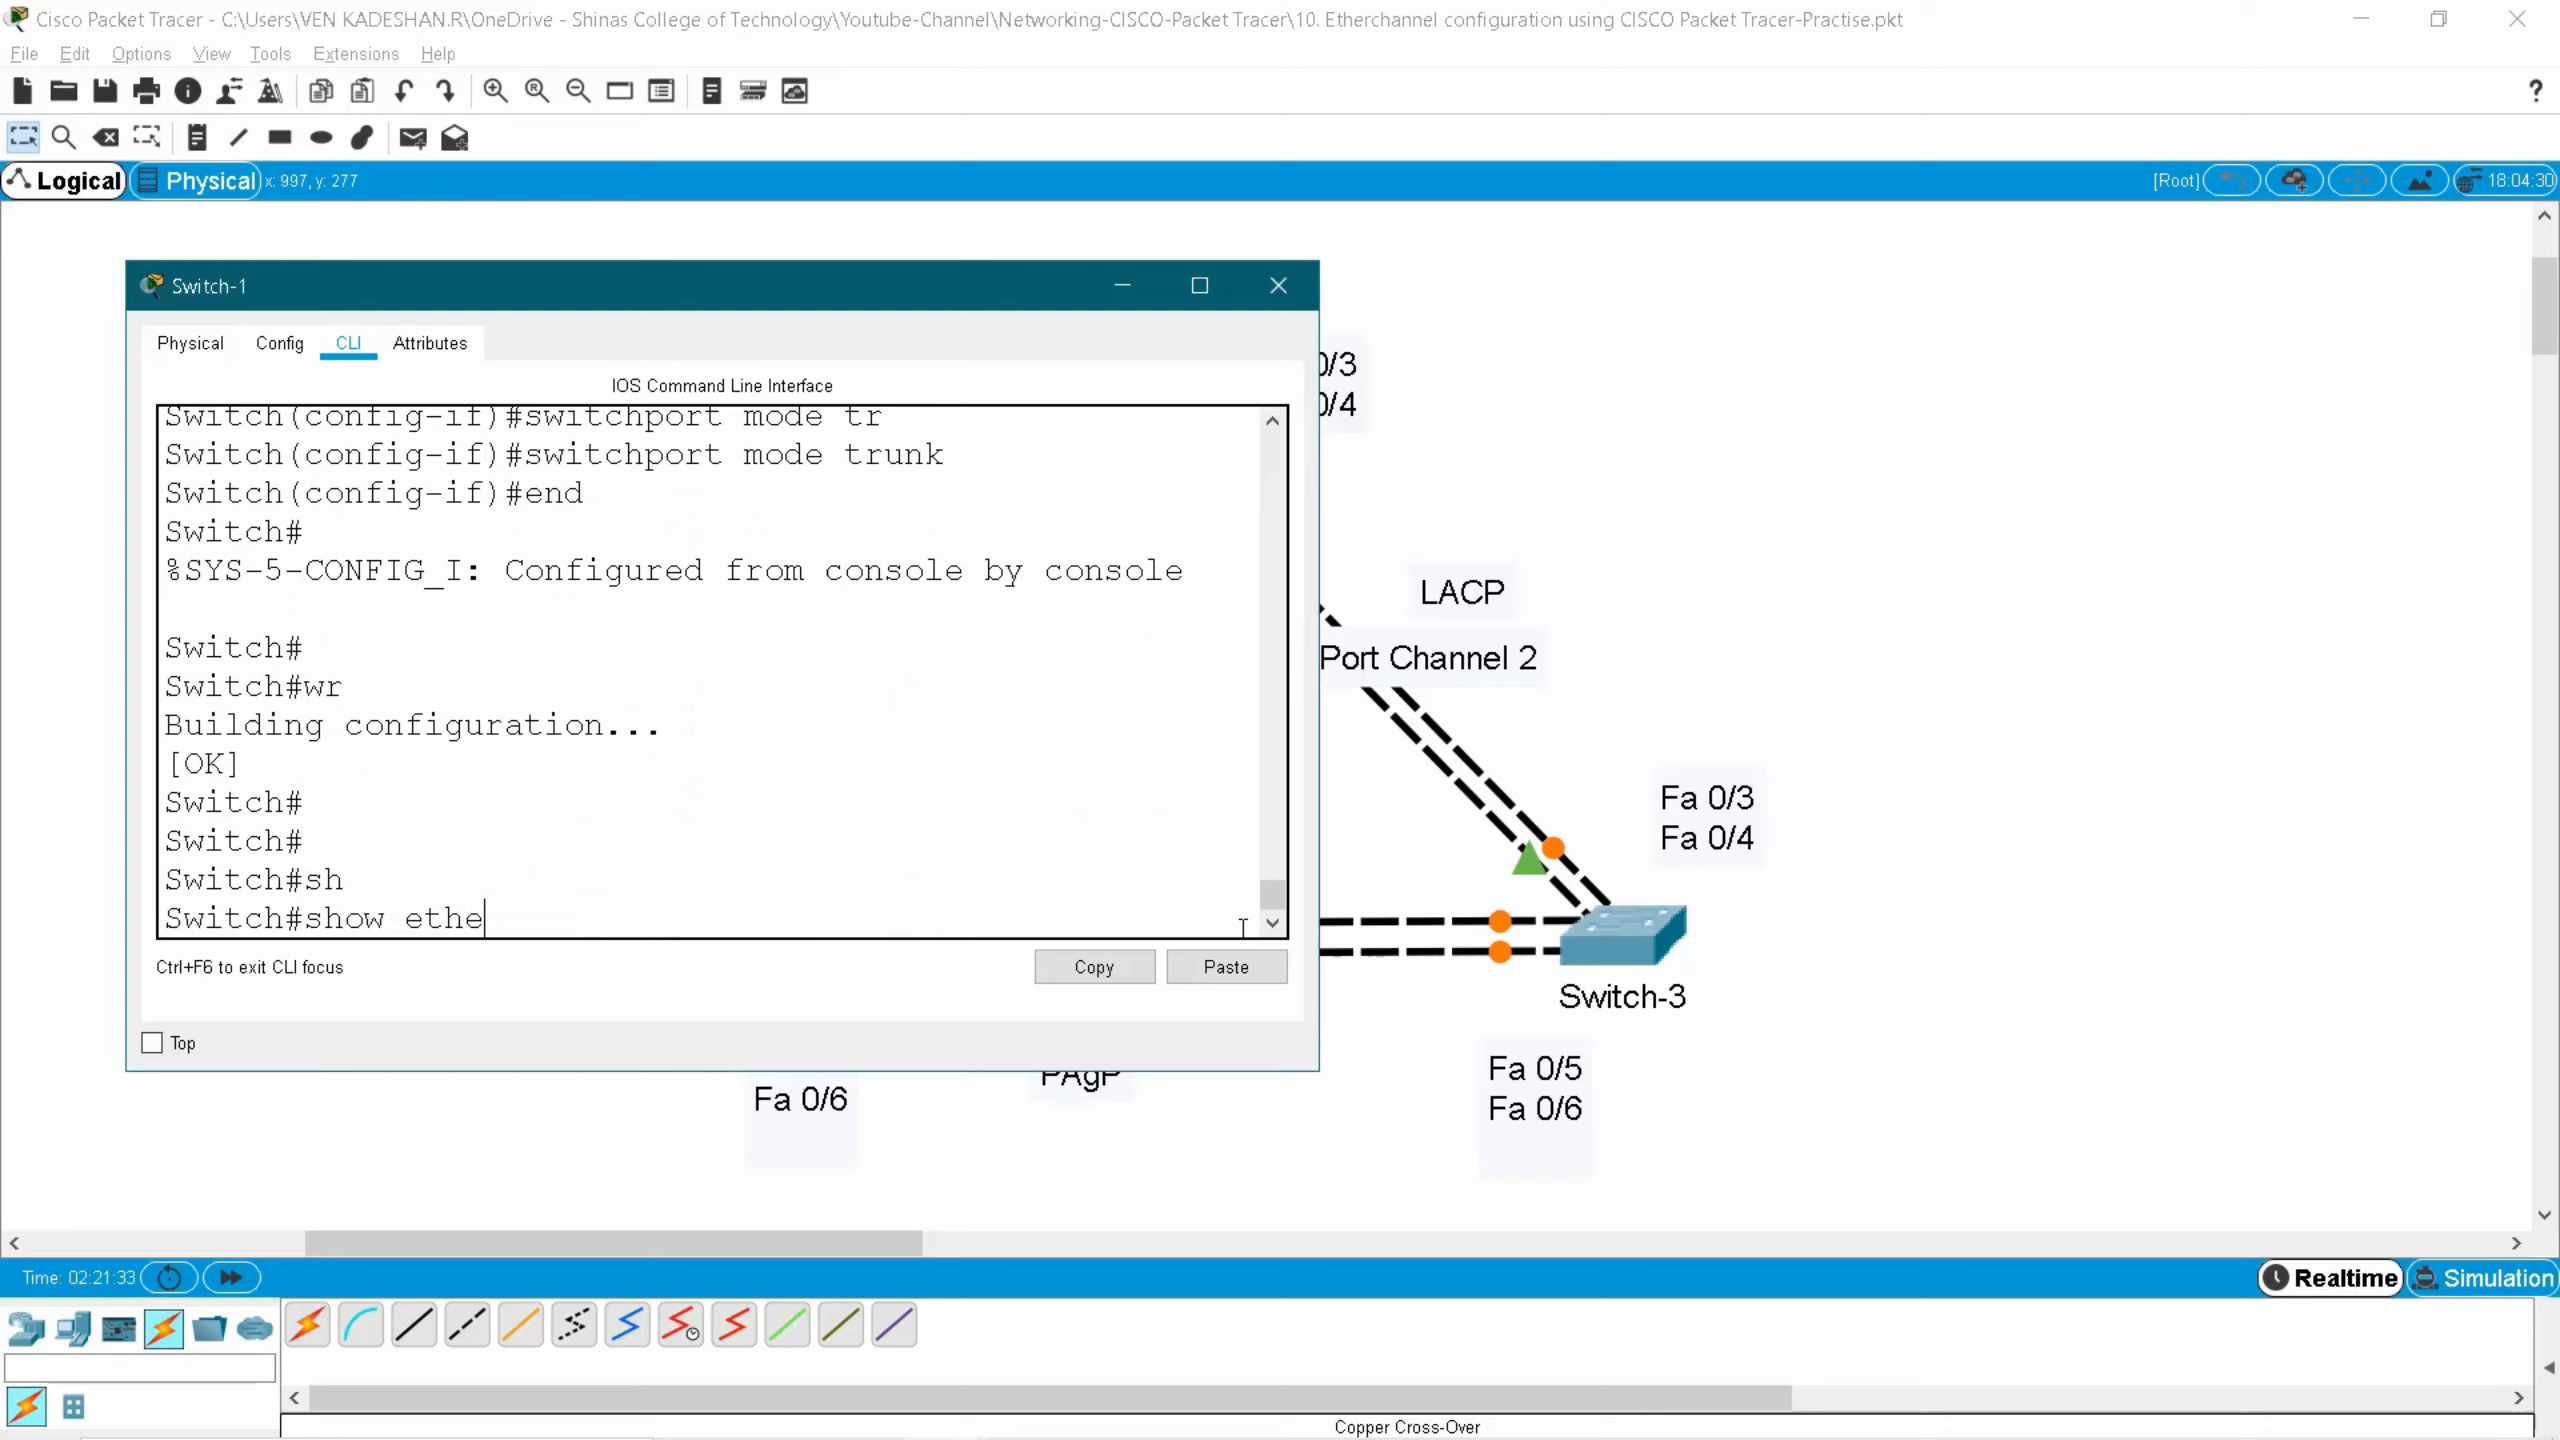 Cisco Packet Tracer - C:\Users\VEN KADESHAN.R\OneDrive - Shinas College of Technology\Youtube-Channel\Networking-CISCO-Packet Tracer\10. Etherchannel configuration using CISCO Packet Tracer-Practise.pkt
File Edit Options View Tools Extensions Help
Logical Physical x: 997, y: 277 [Root] 18:04:30
Switch-1
Physical Config CLI Attributes
IOS Command Line Interface
Switch(config-if)#switchport mode tr
Switch(config-if)#switchport mode trunk
Switch(config-if)#end
Switch#
%SYS-5-CONFIG_I: Configured from console by console
Switch#
Switch#wr
Building configuration...
[OK]
Switch#
Switch#
Switch#sh
Switch#show ethe
Ctrl+F6 to exit CLI focus
Copy Paste
Top
0/3
0/4
LACP
Port Channel 2
Fa 0/3
Fa 0/4
Switch-3
Fa 0/5
Fa 0/6
PAgP
Fa 0/6
Time: 02:21:33
Realtime Simulation
Copper Cross-Over